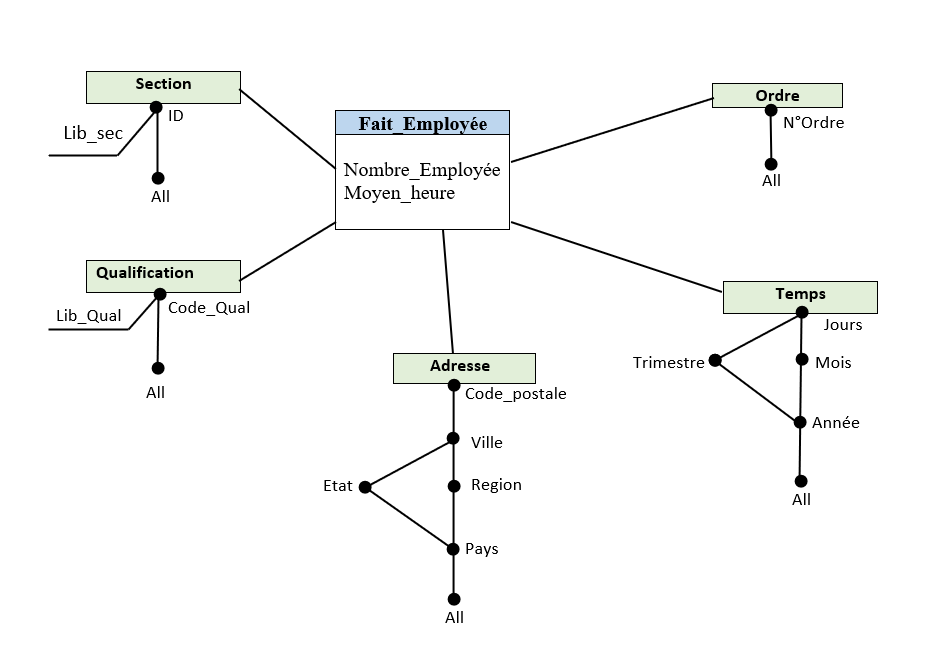 Section
ID
Lib_sec
All
Fait_Employée
Nombre_Employée
Moyen_heure
Ordre
N°Ordre
All
Qualification
Code_Qual
Lib_Qual
All
Adresse
Code_postale
Ville
Etat
Region
Pays
All
Temps
Jours
Trimestre
Mois
Année
All